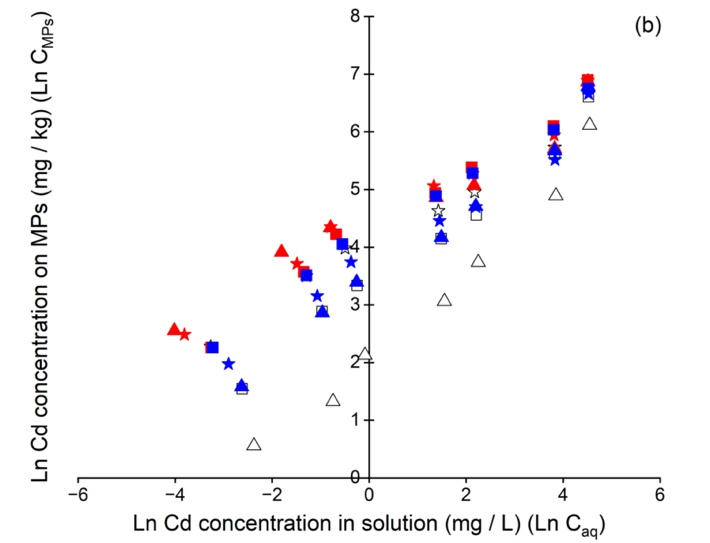 (b)
Ln Cd concentration on MPs (mg / kg) (Ln C_MPs)
8
7
6
5
4
3
2
1
0
−6 −4 −2 0 2 4 6
Ln Cd concentration in solution (mg / L) (Ln C_aq)